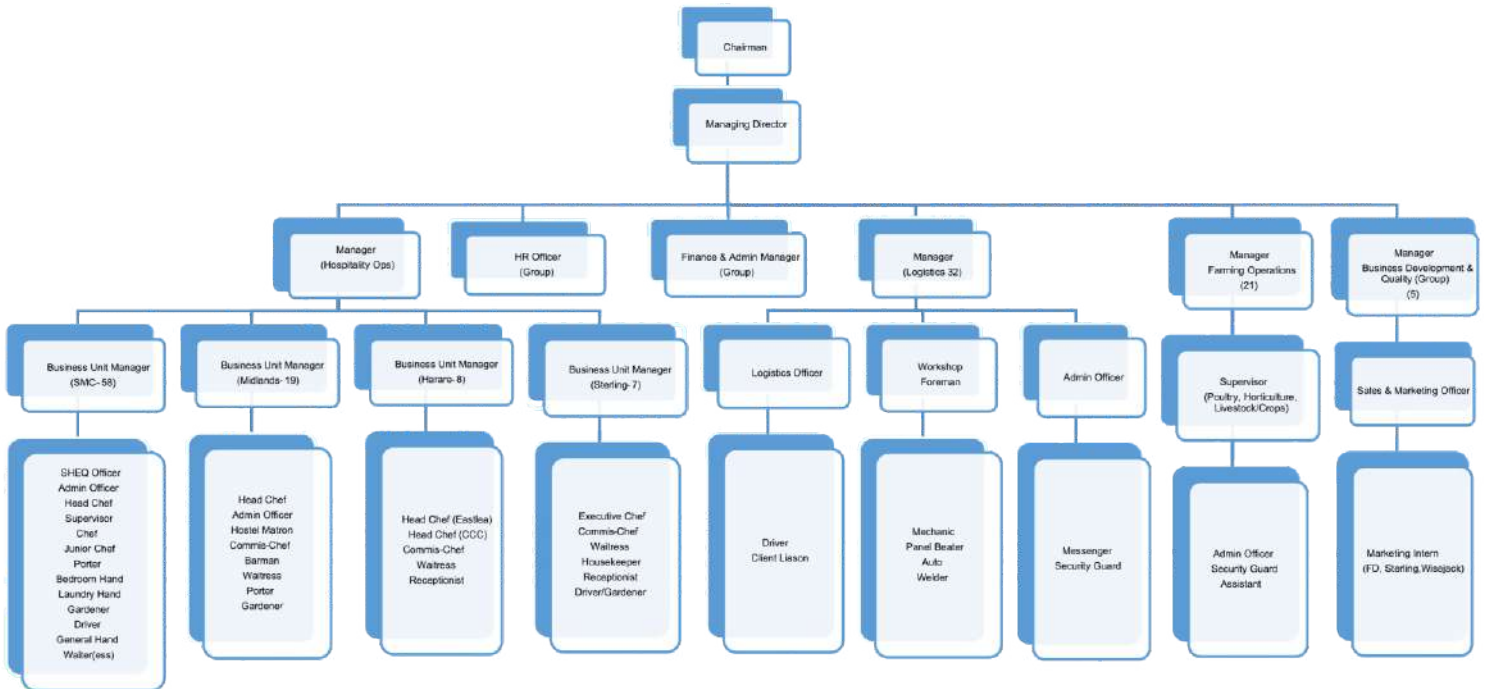 Chairman
Managing Director
Manager
(Hospitality Ops)
HR Officer
(Group)
Finance & Admin Manager
(Group)
Manager
(Logistics 32)
Manager
Farming Operations
(21)
Manager
Business Development &
Quality (Group)
(5)
Business Unit Manager
(SMC- 58)
Business Unit Manager
(Midlands- 19)
Business Unit Manager
(Harare- 8)
Business Unit Manager
(Sterling- 7)
Logistics Officer
Workshop
Foreman
Admin Officer
Supervisor
(Poultry, Horticulture,
Livestock/Crops)
Sales & Marketing Officer
SHEQ Officer
Admin Officer
Head Chef
Supervisor
Chef
Junior Chef
Porter
Bedroom Hand
Laundry Hand
Gardener
Driver
General Hand
Waiter(ess)
Head Chef
Admin Officer
Hostel Matron
Commis-Chef
Barman
Waitress
Porter
Gardener
Head Chef (Eastlea)
Head Chef (CCC)
Commis-Chef
Waitress
Receptionist
Executive Chef
Commis-Chef
Waitress
Housekeeper
Receptionist
Driver/Gardener
Driver
Client Liason
Mechanic
Panel Beater
Auto
Welder
Messenger
Security Guard
Admin Officer
Security Guard
Assistant
Marketing Intern
(FD, Sterling,Wisejack)